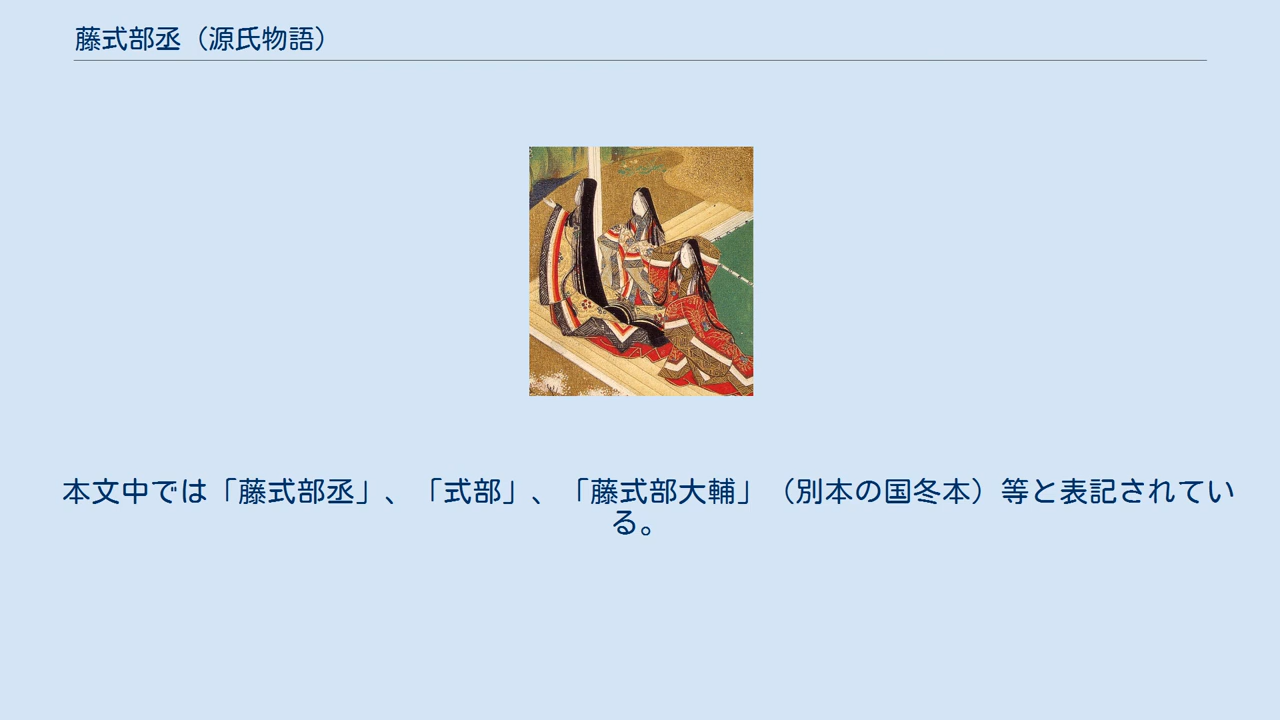 藤式部丞（源氏物語）
本文中では「藤式部丞」、「式部」、「藤式部大輔」（別本の国冬本）等と表記されてい
る。